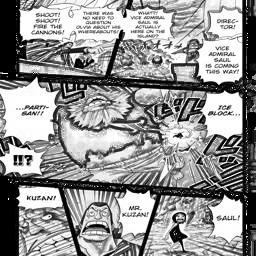 SHOOT!
SHOOT!
FIRE THE
CANNONS!
THERE WAS
NO NEED TO
QUESTION
OLVIA ABOUT HIS
WHEREABOUTS!
WHAT?!
VICE ADMIRAL
SAUL IS
ACTUALLY
HERE ON THE
ISLAND?
DIREC-
TOR!
VICE
ADMIRAL
SAUL
IS COMING
THIS WAY!
...PARTI-
SAN!!
!!?
ICE
BLOCK...
KUZAN!
MR.
KUZAN!
SAUL!